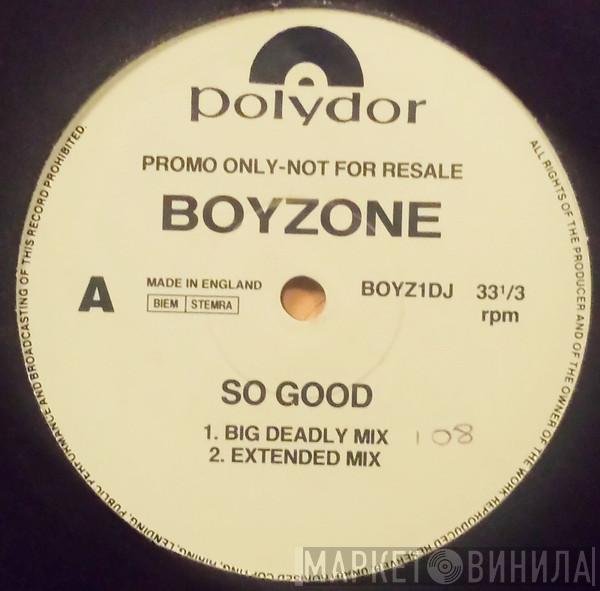 polydor
PROMO ONLY-NOT FOR RESALE
BOYZONE
A
MADE IN ENGLAND
BIEM STEMRA
BOYZ1DJ 33 1/3
rpm
SO GOOD
1. BIG DEADLY MIX 108
2. EXTENDED MIX
ALL RIGHTS OF THE PRODUCER AND OF THE OWNER OF THE WORK REPRODUCED RESERVED. UNAUTHORISED COPYING, HIRING, LENDING, PUBLIC PERFORMANCE AND BROADCASTING OF THIS RECORD PROHIBITED.
МАРКЕТ ВИНИЛА